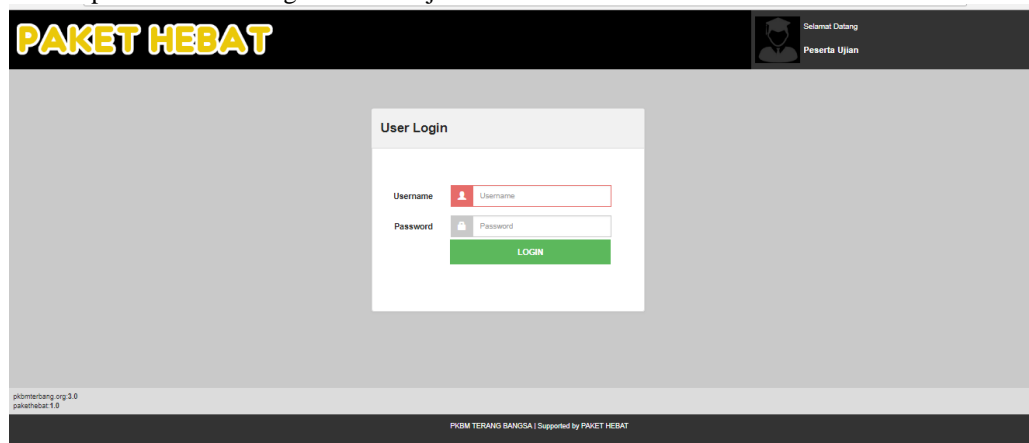 PAKET HEBAT
Selamat Datang
Peserta Ujian
User Login
Username Username
Password Password
LOGIN
pkbmterbang.org:3.0
pakethebat:1.0
PKBM TERANG BANGSA | Supported by PAKET HEBAT